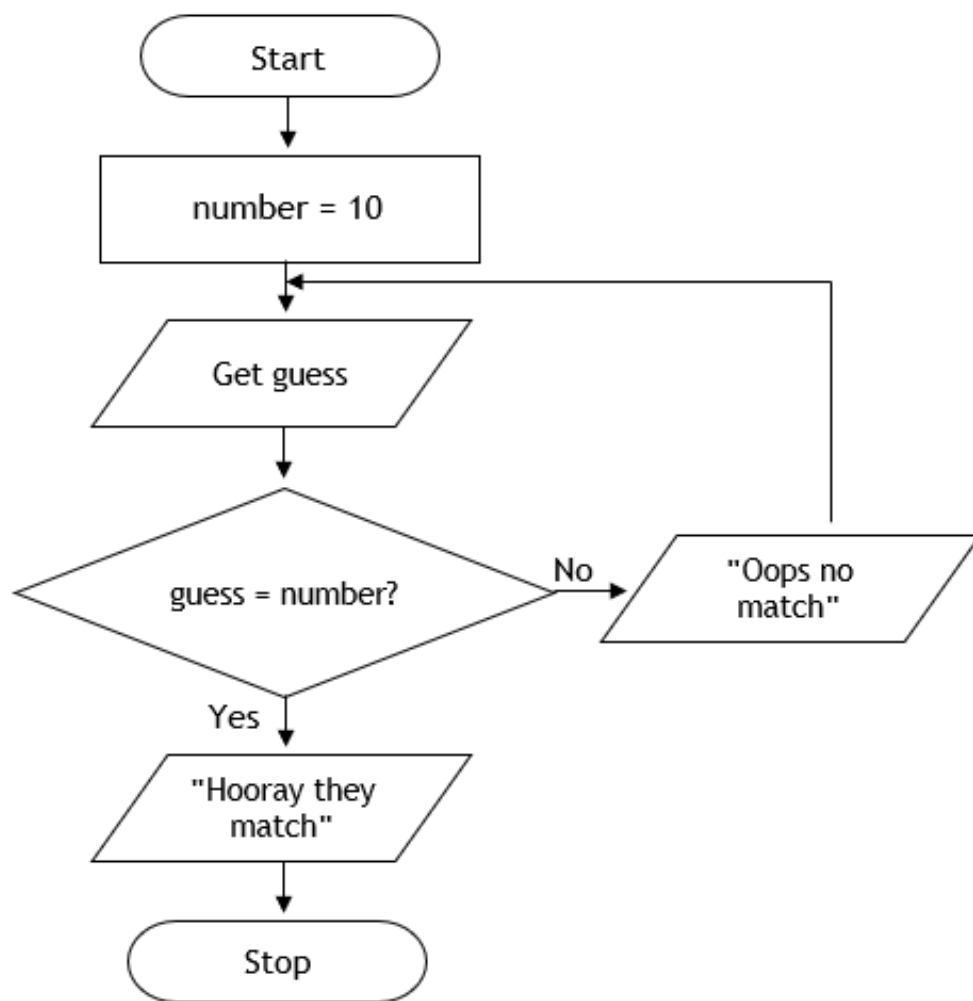 Start
number = 10
Get guess
guess = number?
No
"Oops no
match"
Yes
"Hooray they
match"
Stop